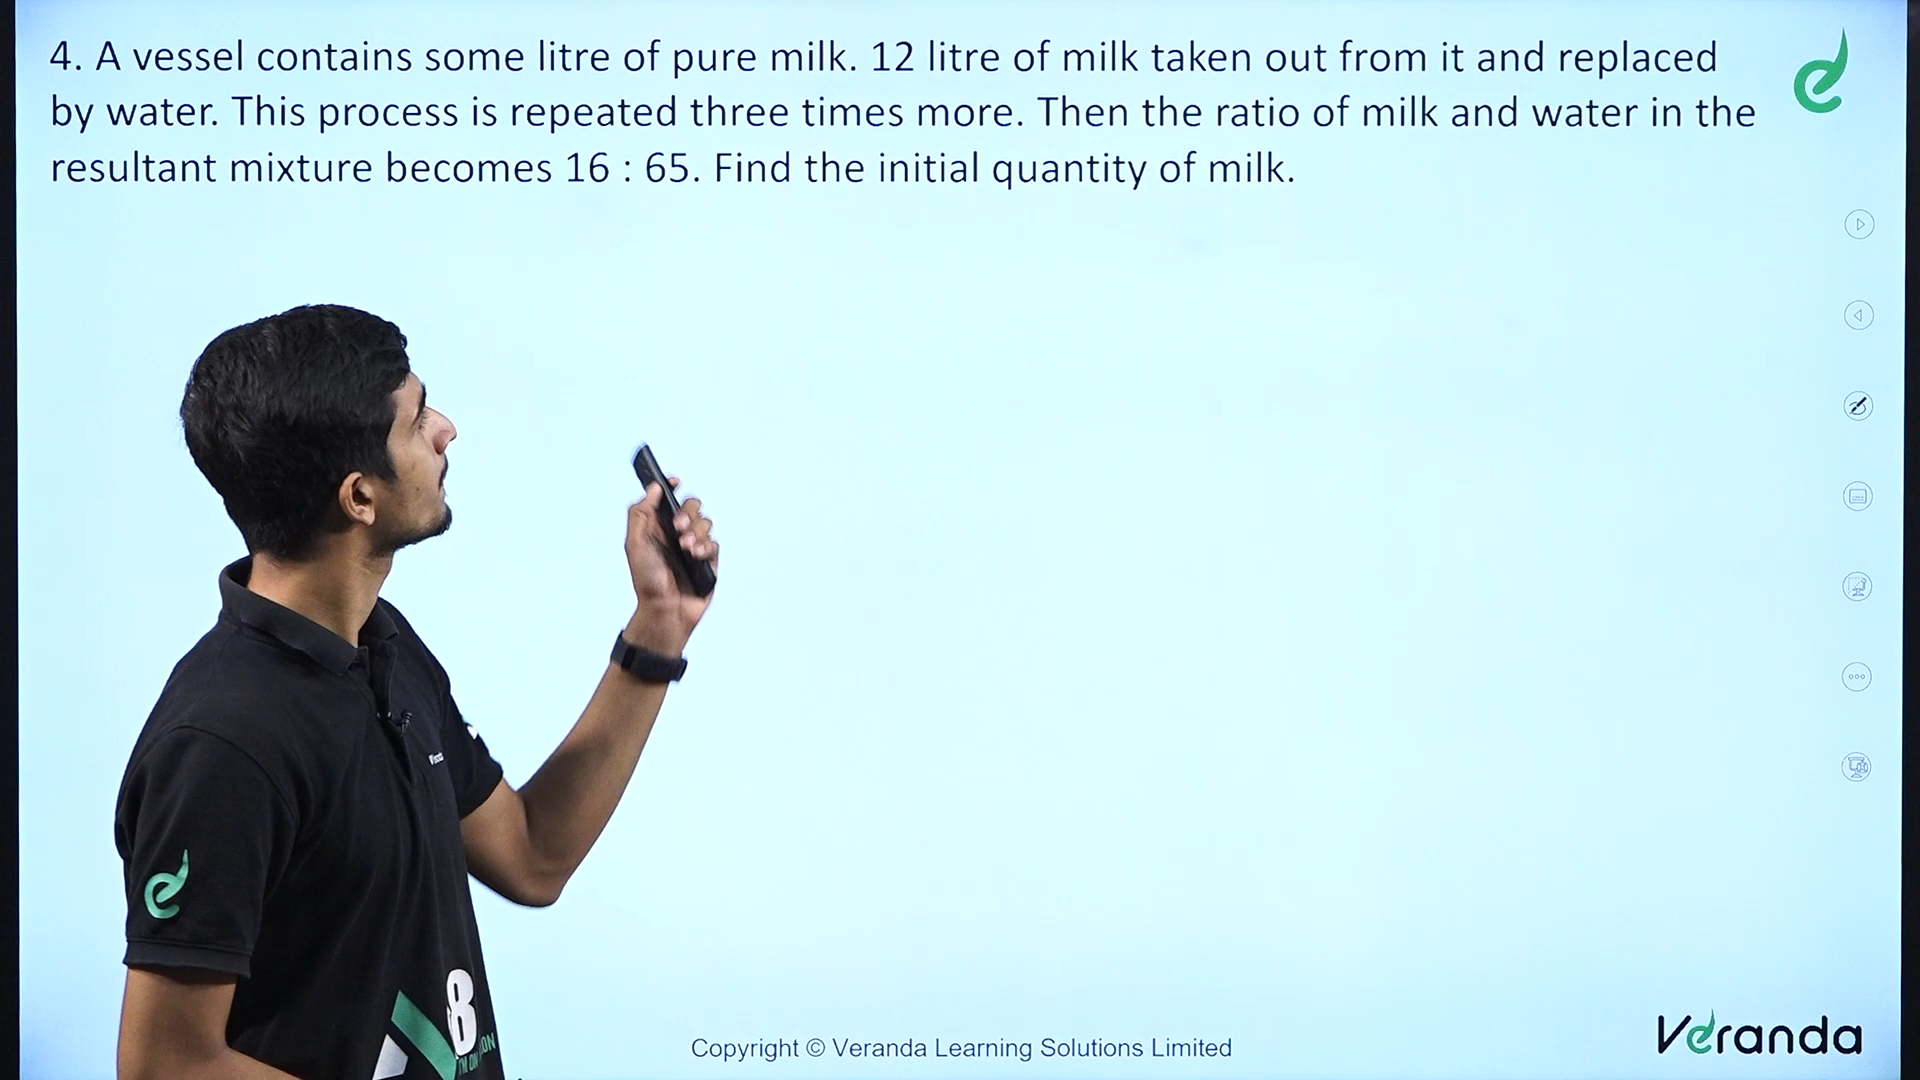 4. A vessel contains some litre of pure milk. 12 litre of milk taken out from it and replaced
by water. This process is repeated three times more. Then the ratio of milk and water in the
resultant mixture becomes 16 : 65. Find the initial quantity of milk.
8
Copyright © Veranda Learning Solutions Limited
Veranda